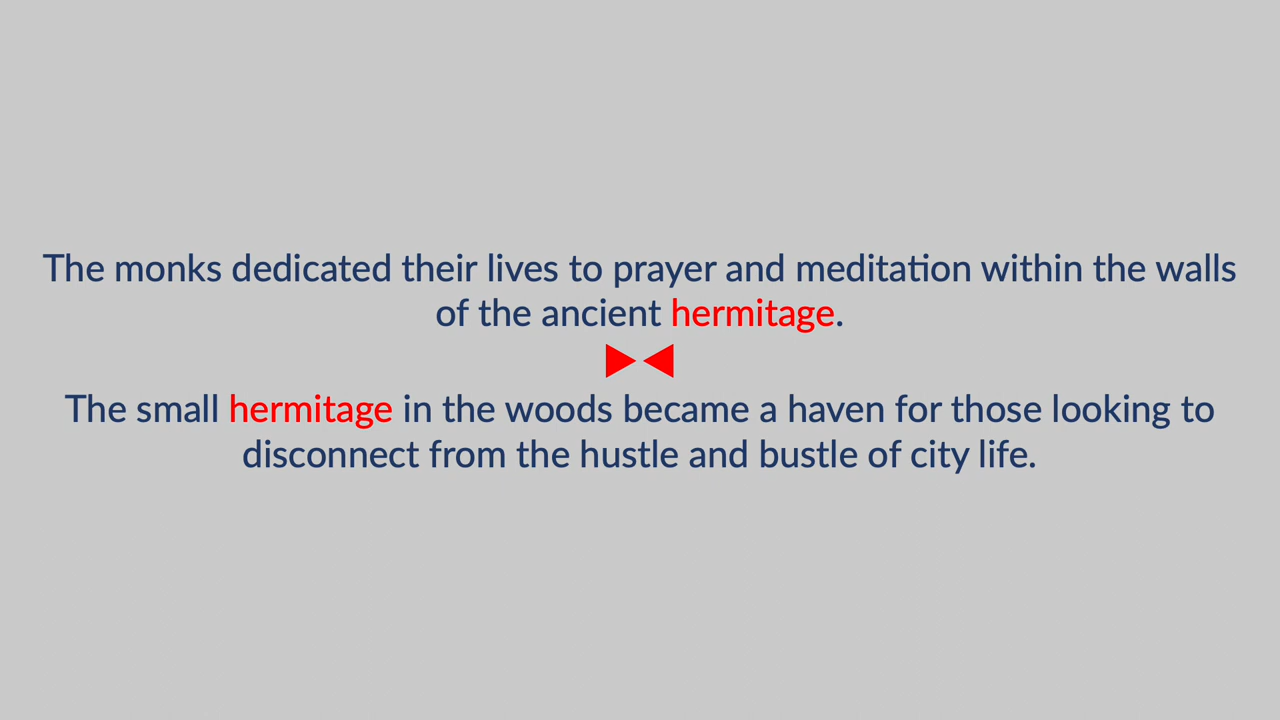 The monks dedicated their lives to prayer and meditation within the walls
of the ancient hermitage.
The small hermitage in the woods became a haven for those looking to
disconnect from the hustle and bustle of city life.